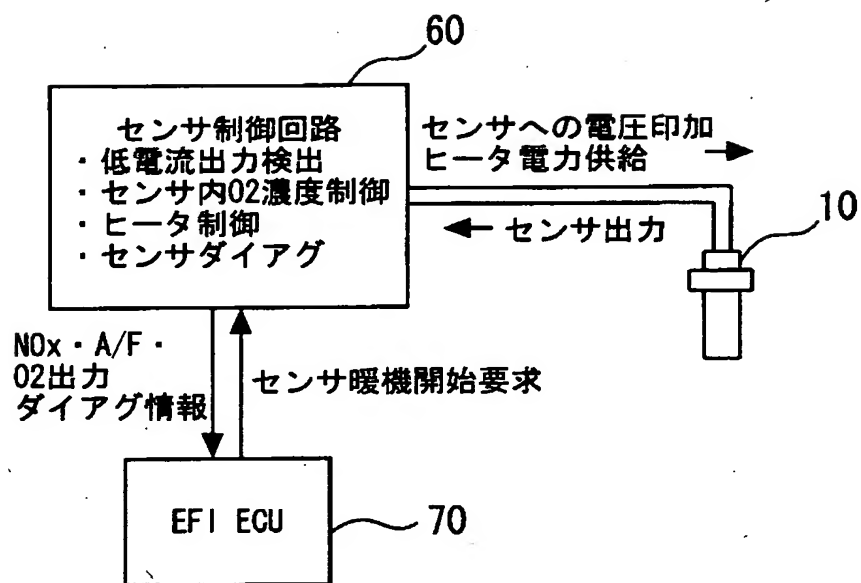 60
センサ制御回路
・低電流出力検出
・センサ内O2濃度制御
・ヒータ制御
・センサダイアグ
センサへの電圧印加
ヒータ電力供給
センサ出力
10
NOx・A/F・
O2出力
ダイアグ情報
センサ暖機開始要求
EFI ECU
70